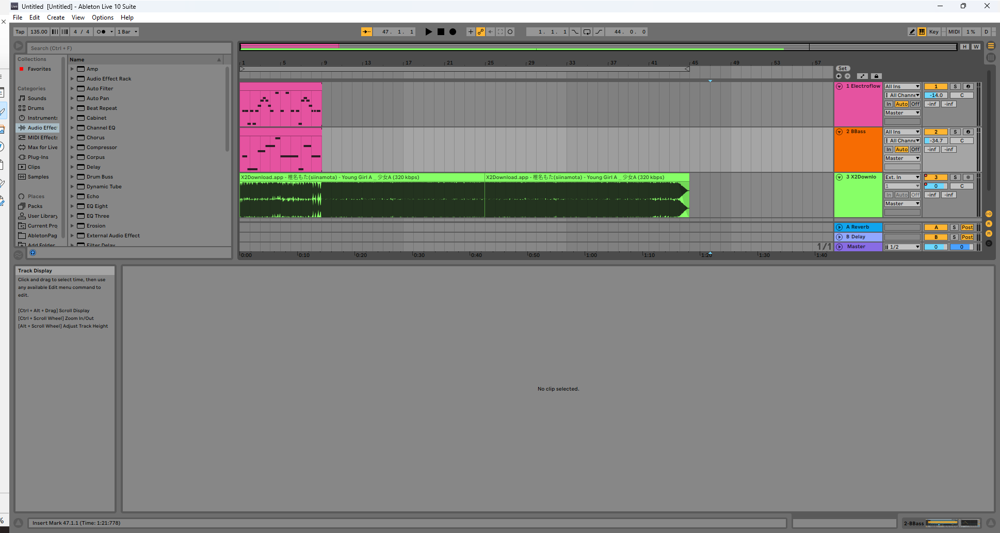 Untitled  [Untitled] - Ableton Live 10 Suite
File Edit Create View Options Help
Tap 135.00 4 / 4 1 Bar 47. 1. 1 1. 1. 1 44. 0. 0 Key MIDI 1 % D
Search (Ctrl + F)
H W
Collections
Favorites
Categories
Sounds
Drums
Instruments
Audio Effec
MIDI Effects
Max for Live
Plug-Ins
Clips
Samples
Places
Packs
User Library
Current Pro
AbletonPag
Add Folder
Name
Amp
Audio Effect Rack
Auto Filter
Auto Pan
Beat Repeat
Cabinet
Channel EQ
Chorus
Compressor
Corpus
Delay
Drum Buss
Dynamic Tube
Echo
EQ Eight
EQ Three
Erosion
External Audio Effect
Filter Delay
1 5 9 13 17 21 25 29 33 37 41 45 49 53 57
Set
1 Electroflow All Ins 1 S
All Channe -14.0 C
In Auto Off -inf -inf
Master
2 BBass All Ins 2 S
All Channe -34.7 C
In Auto Off -inf -inf
Master
X2Download.app - 椎名もた(siinamota) - Young Girl A _ 少女A (320 kbps) X2Download.app - 椎名もた(siinamota) - Young Girl A _ 少女A (320 kbps)
3 X2Downlo Ext. In 3 S
1 0 C
In Auto Off -inf -inf
Master
A Reverb A S Post
B Delay B S Post
1/1 Master 1/2 0 0
0:00 0:10 0:20 0:30 0:40 0:50 1:00 1:10 1:20 1:30 1:40
Track Display
Click and drag to select time, then use
any available Edit menu command to
edit.
[Ctrl + Alt + Drag] Scroll Display
[Ctrl + Scroll Wheel] Zoom In/Out
[Alt + Scroll Wheel] Adjust Track Height
No clip selected.
Insert Mark 47.1.1 (Time: 1:21:778)
2-BBass